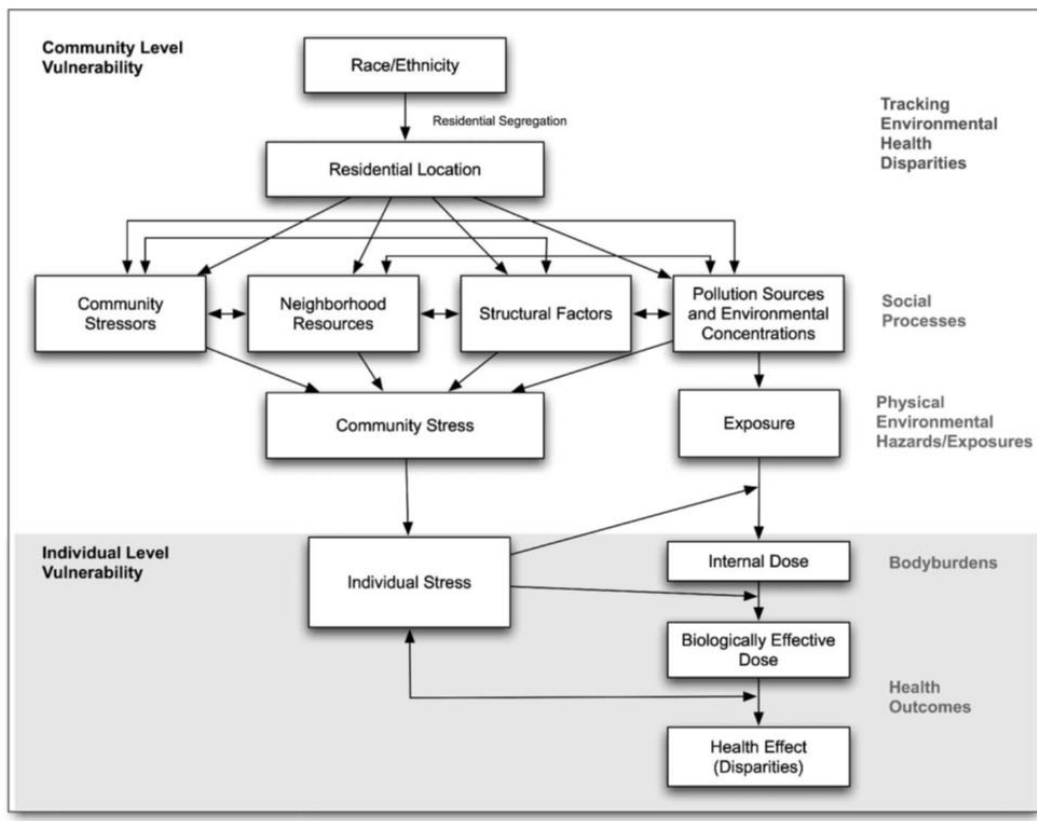 Community Level
Vulnerability
Race/Ethnicity
Tracking
Environmental
Health
Disparities
Residential Segregation
Residential Location
Community
Stressors
Neighborhood
Resources
Structural Factors
Pollution Sources
and Environmental
Concentrations
Social
Processes
Community Stress
Exposure
Physical
Environmental
Hazards/Exposures
Individual Level
Vulnerability
Individual Stress
Internal Dose
Bodyburdens
Biologically Effective
Dose
Health
Outcomes
Health Effect
(Disparities)